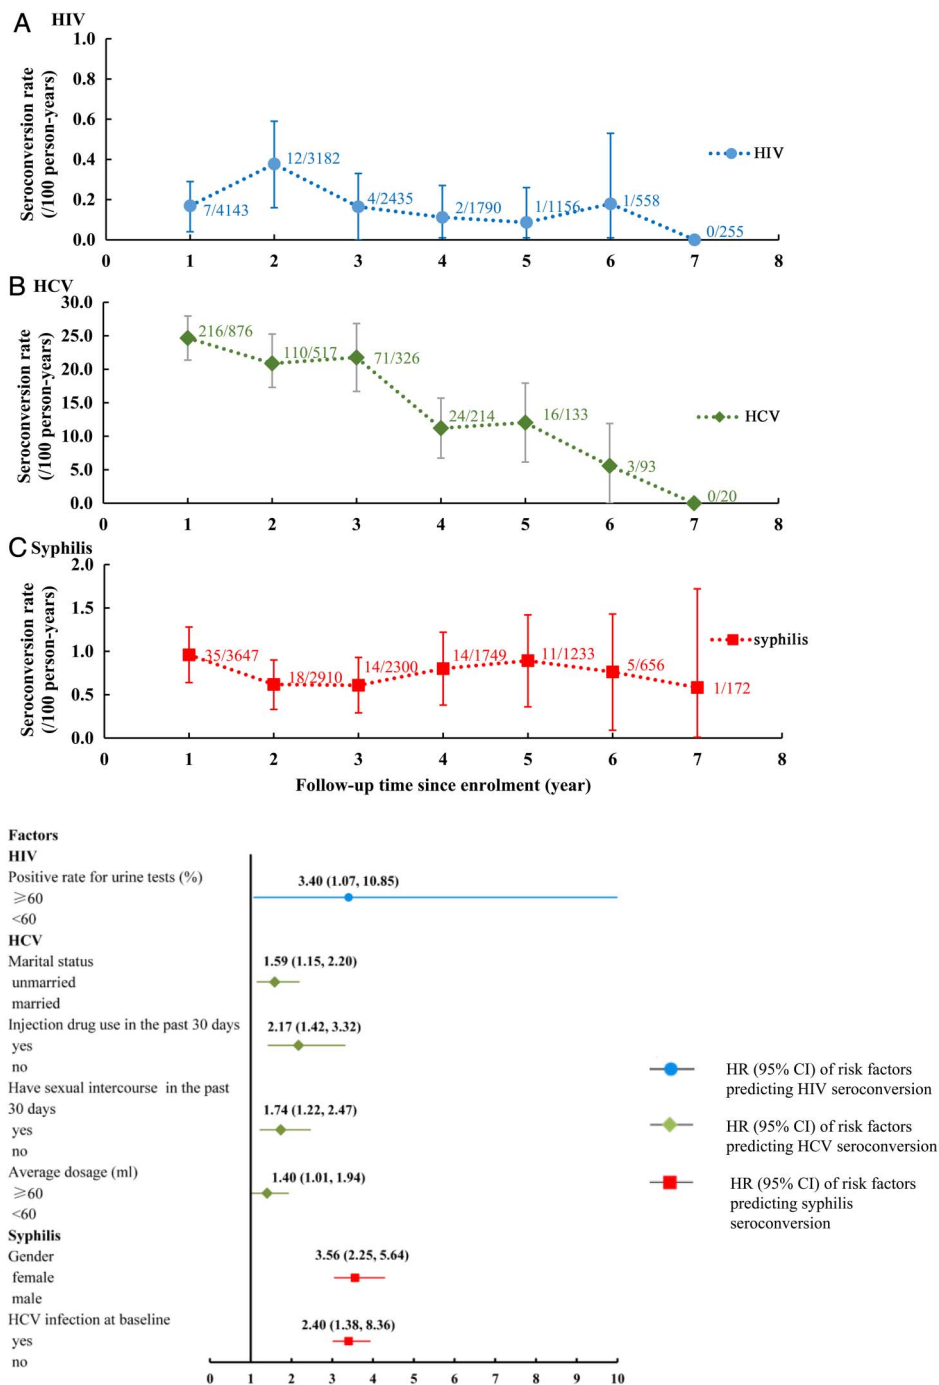 A HIV
Seroconversion rate
(/100 person-years)
1.0
0.8
0.6
0.4
0.2
0.0
7/4143
12/3182
4/2435
2/1790
1/1156
1/558
0/255
HIV
0 1 2 3 4 5 6 7 8
B HCV
Seroconversion rate
(/100 person-years)
30.0
25.0
20.0
15.0
10.0
5.0
0.0
216/876
110/517
71/326
24/214
16/133
3/93
0/20
HCV
0 1 2 3 4 5 6 7 8
C Syphilis
Seroconversion rate
(/100 person-years)
2.0
1.5
1.0
0.5
0.0
35/3647
18/2910
14/2300
14/1749
11/1233
5/656
1/172
syphilis
0 1 2 3 4 5 6 7 8
Follow-up time since enrolment (year)
Factors
HIV
Positive rate for urine tests (%)
3.40 (1.07, 10.85)
≥60
<60
HCV
Marital status
1.59 (1.15, 2.20)
unmarried
married
Injection drug use in the past 30 days
2.17 (1.42, 3.32)
yes
no
Have sexual intercourse in the past
30 days
1.74 (1.22, 2.47)
yes
no
Average dosage (ml)
1.40 (1.01, 1.94)
≥60
<60
Syphilis
Gender
3.56 (2.25, 5.64)
female
male
HCV infection at baseline
2.40 (1.38, 8.36)
yes
no
0 1 2 3 4 5 6 7 8 9 10
HR (95% CI) of risk factors
predicting HIV seroconversion
HR (95% CI) of risk factors
predicting HCV seroconversion
HR (95% CI) of risk factors
predicting syphilis
seroconversion